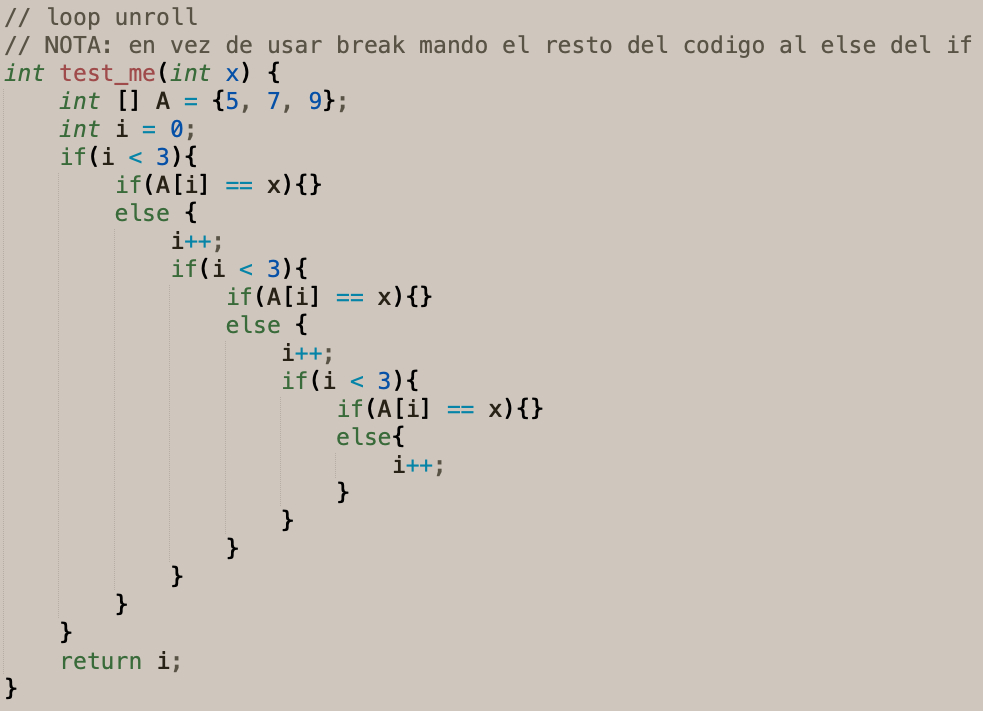 // loop unroll
// NOTA: en vez de usar break mando el resto del codigo al else del if
int test_me(int x) {
    int [] A = {5, 7, 9};
    int i = 0;
    if(i < 3){
        if(A[i] == x){}
        else {
            i++;
            if(i < 3){
                if(A[i] == x){}
                else {
                    i++;
                    if(i < 3){
                        if(A[i] == x){}
                        else{
                            i++;
                        }
                    }
                }
            }
        }
    }
    return i;
}